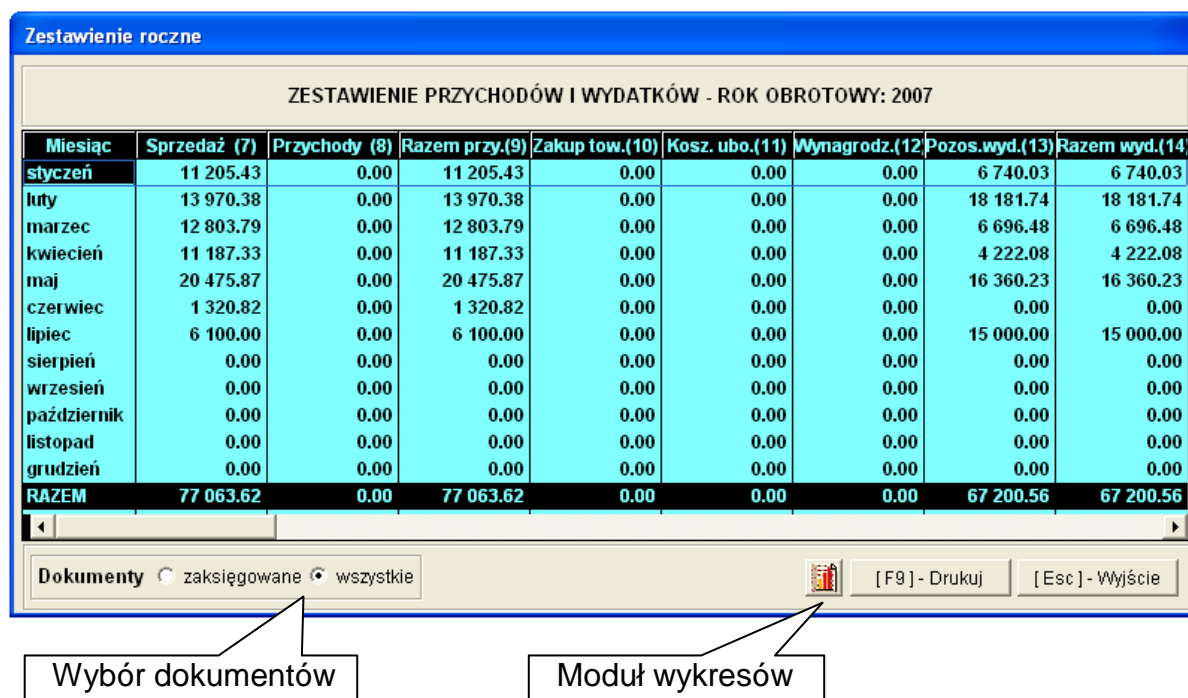 Zestawienie roczne
ZESTAWIENIE PRZYCHODÓW I WYDATKÓW - ROK OBROTOWY: 2007
Miesiąc Sprzedaż (7) Przychody (8) Razem przy.(9) Zakup tow.(10) Kosz. ubo.(11) Wynagrodz.(12 Pozos.wyd.(13) Razem wyd.(14
styczeń 11 205.43 0.00 11 205.43 0.00 0.00 0.00 6 740.03 6 740.03
luty 13 970.38 0.00 13 970.38 0.00 0.00 0.00 18 181.74 18 181.74
marzec 12 803.79 0.00 12 803.79 0.00 0.00 0.00 6 696.48 6 696.48
kwiecień 11 187.33 0.00 11 187.33 0.00 0.00 0.00 4 222.08 4 222.08
maj 20 475.87 0.00 20 475.87 0.00 0.00 0.00 16 360.23 16 360.23
czerwiec 1 320.82 0.00 1 320.82 0.00 0.00 0.00 0.00 0.00
lipiec 6 100.00 0.00 6 100.00 0.00 0.00 0.00 15 000.00 15 000.00
sierpień 0.00 0.00 0.00 0.00 0.00 0.00 0.00 0.00
wrzesień 0.00 0.00 0.00 0.00 0.00 0.00 0.00 0.00
październik 0.00 0.00 0.00 0.00 0.00 0.00 0.00 0.00
listopad 0.00 0.00 0.00 0.00 0.00 0.00 0.00 0.00
grudzień 0.00 0.00 0.00 0.00 0.00 0.00 0.00 0.00
RAZEM 77 063.62 0.00 77 063.62 0.00 0.00 0.00 67 200.56 67 200.56
Dokumenty zaksięgowane wszystkie [ F9 ] - Drukuj [ Esc ] - Wyjście
Wybór dokumentów Moduł wykresów